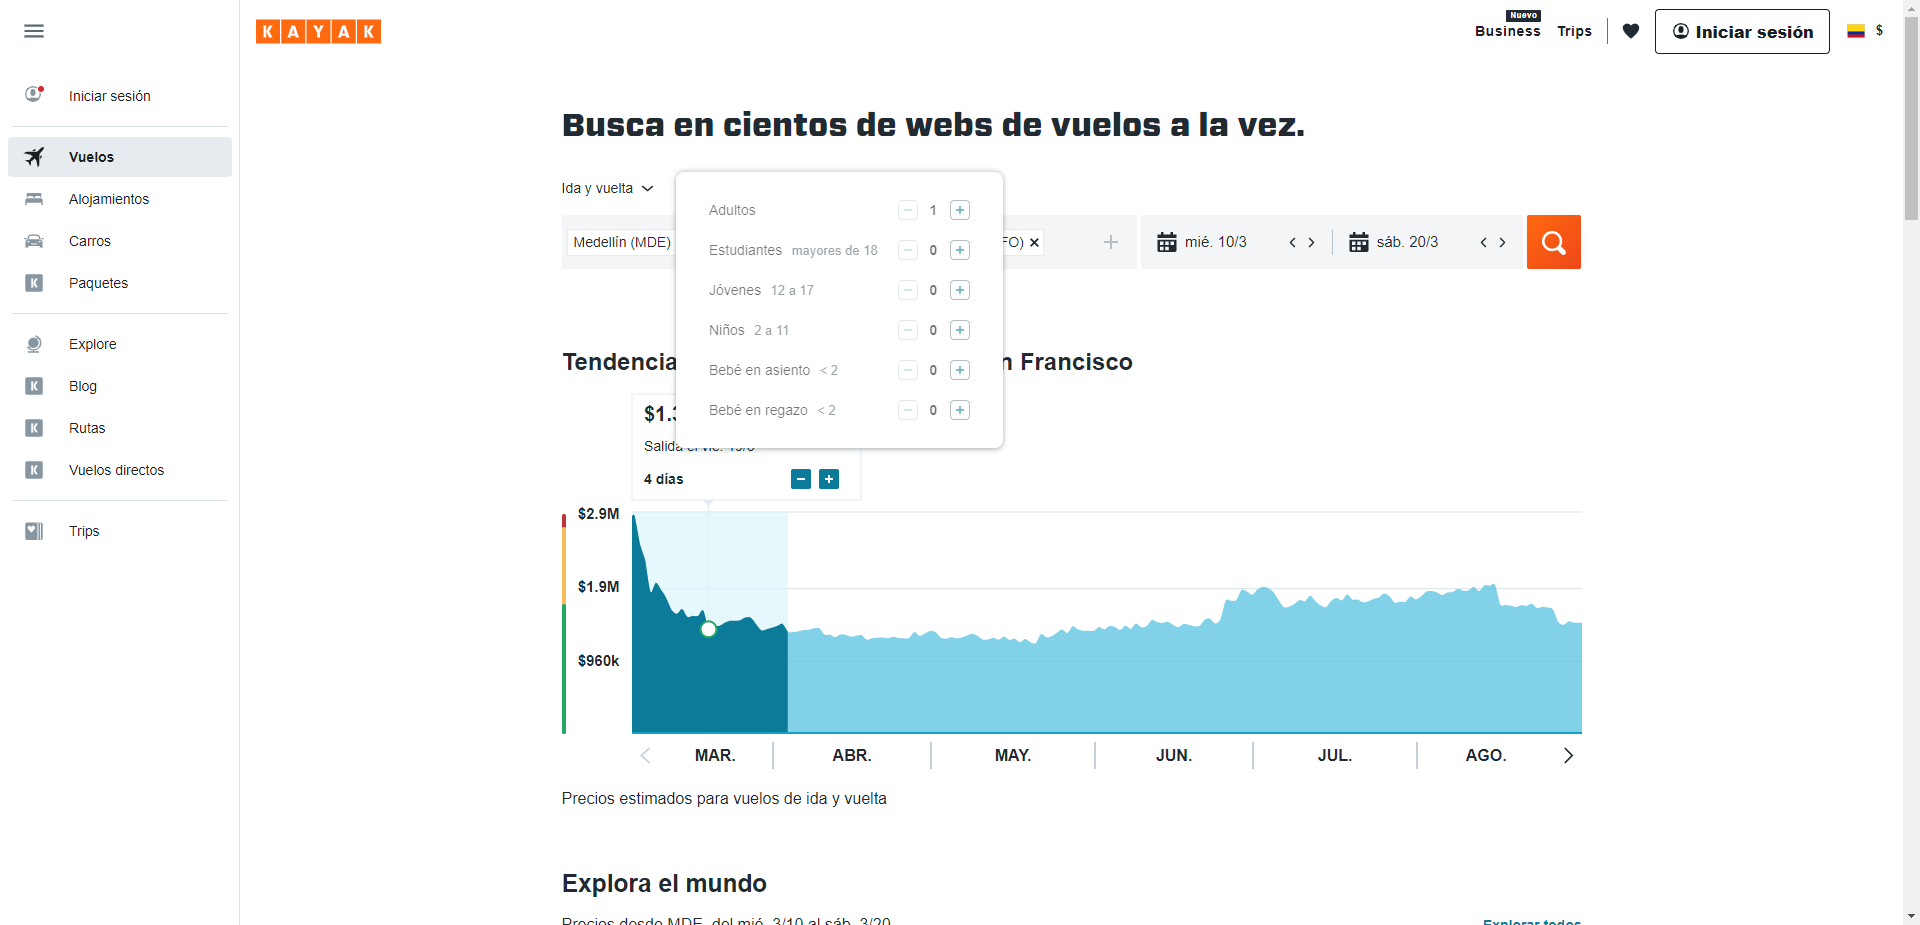 KAYAK
Nuevo
Business
Trips
Iniciar sesión
$
Iniciar sesión
Vuelos
Alojamientos
Carros
Paquetes
Explore
Blog
Rutas
Vuelos directos
Trips
Busca en cientos de webs de vuelos a la vez.
Ida y vuelta
Medellín (MDE)
FO)
mié. 10/3
sáb. 20/3
Adultos 1
Estudiantes mayores de 18 0
Jóvenes 12 a 17 0
Niños 2 a 11 0
Bebé en asiento < 2 0
Bebé en regazo < 2 0
Tendencia
n Francisco
$1.3
Salida el vie.
4 días
$2.9M
$1.9M
$960k
MAR.
ABR.
MAY.
JUN.
JUL.
AGO.
Precios estimados para vuelos de ida y vuelta
Explora el mundo
Precios desde MDE, del mié. 3/10 al sáb. 3/20
Explorar todos